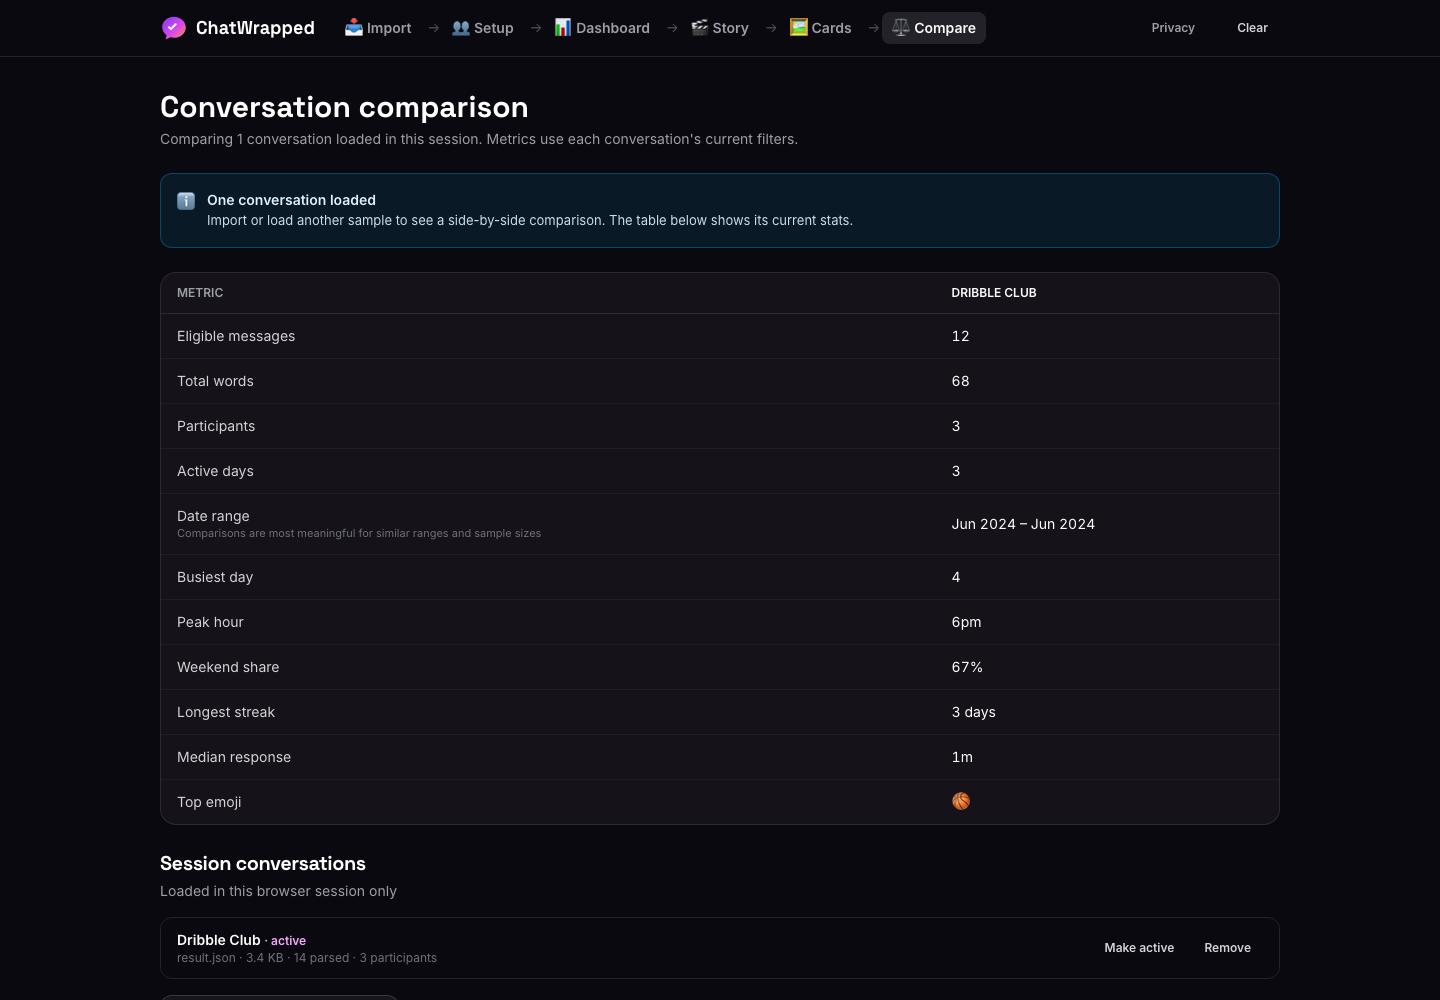 ChatWrapped
Import → Setup → Dashboard → Story → Cards → Compare
Privacy
Clear
Conversation comparison
Comparing 1 conversation loaded in this session. Metrics use each conversation's current filters.
One conversation loaded
Import or load another sample to see a side-by-side comparison. The table below shows its current stats.
METRIC DRIBBLE CLUB
Eligible messages 12
Total words 68
Participants 3
Active days 3
Date range Jun 2024 – Jun 2024
Comparisons are most meaningful for similar ranges and sample sizes
Busiest day 4
Peak hour 6pm
Weekend share 67%
Longest streak 3 days
Median response 1m
Top emoji 🏀
Session conversations
Loaded in this browser session only
Dribble Club · active
result.json · 3.4 KB · 14 parsed · 3 participants
Make active
Remove